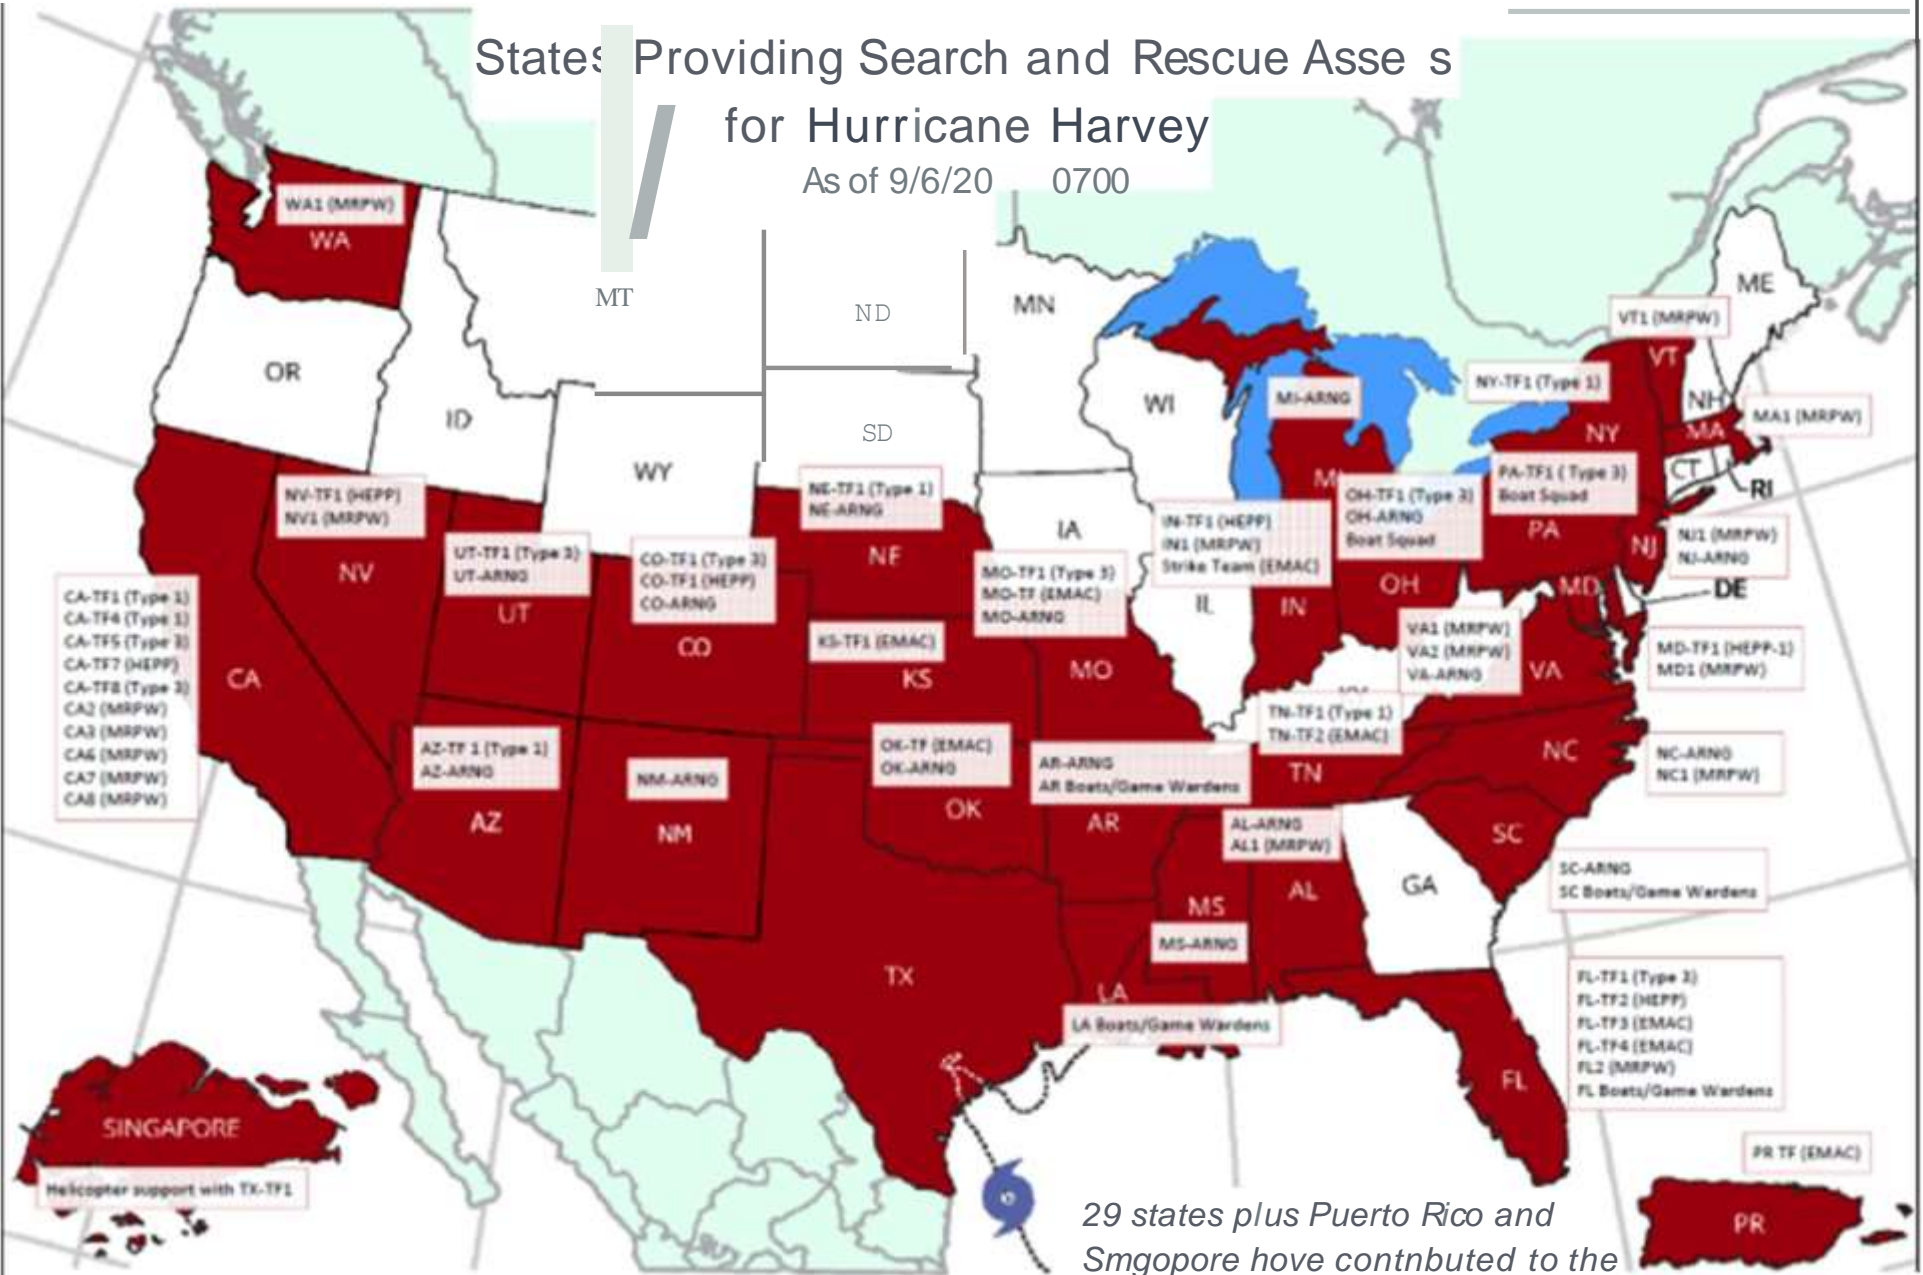 States Providing Search and Rescue Asse s
for Hurricane Harvey
As of 9/6/20 0700
WA1 (MRPW)
WA
MT
ND
MN
ME
VT1 (MRPW)
VT
OR
ID
WI
MI-ARNG
NY-TF1 (Type 1)
NH
MA1 (MRPW)
NY
MA
SD
WY
CT
RI
NV-TF1 (HEPP)
NV1 (MRPW)
NV
NE-TF1 (Type 1)
NE-ARNG
NE
IA
IN-TF1 (HEPP)
IN1 (MRPW)
Strike Team (EMAC)
OH-TF1 (Type 3)
OH-ARNG
Boat Squad
OH
PA-TF1 ( Type 3)
Boat Squad
PA
NJ
NJ1 (MRPW)
NJ-ARNG
DE
MD
UT-TF1 (Type 3)
UT-ARNG
UT
CO-TF1 (Type 3)
CO-TF1 (HEPP)
CO-ARNG
CO
MO-TF1 (Type 3)
MO-TF (EMAC)
MO-ARNG
MO
IL
IN
CA-TF1 (Type 1)
CA-TF4 (Type 1)
CA-TF5 (Type 3)
CA-TF7 (HEPP)
CA-TF8 (Type 3)
CA2 (MRPW)
CA3 (MRPW)
CA6 (MRPW)
CA7 (MRPW)
CA8 (MRPW)
CA
KS-TF1 (EMAC)
KS
VA1 (MRPW)
VA2 (MRPW)
VA-ARNG
VA
MD-TF1 (HEPP-1)
MD1 (MRPW)
TN-TF1 (Type 1)
TN-TF2 (EMAC)
TN
AZ-TF 1 (Type 1)
AZ-ARNG
AZ
NM-ARNG
NM
OK-TF (EMAC)
OK-ARNG
OK
AR-ARNG
AR Boats/Game Wardens
AR
NC
NC-ARNG
NC1 (MRPW)
AL-ARNG
AL1 (MRPW)
AL
SC
SC-ARNG
SC Boats/Game Wardens
GA
MS
MS-ARNG
TX
LA
LA Boats/Game Wardens
FL-TF1 (Type 3)
FL-TF2 (HEPP)
FL-TF3 (EMAC)
FL-TF4 (EMAC)
FL2 (MRPW)
FL Boats/Game Wardens
FL
SINGAPORE
Helicopter support with TX-TF1
PR TF (EMAC)
PR
29 states plus Puerto Rico and
Smgopore hove contnbuted to the